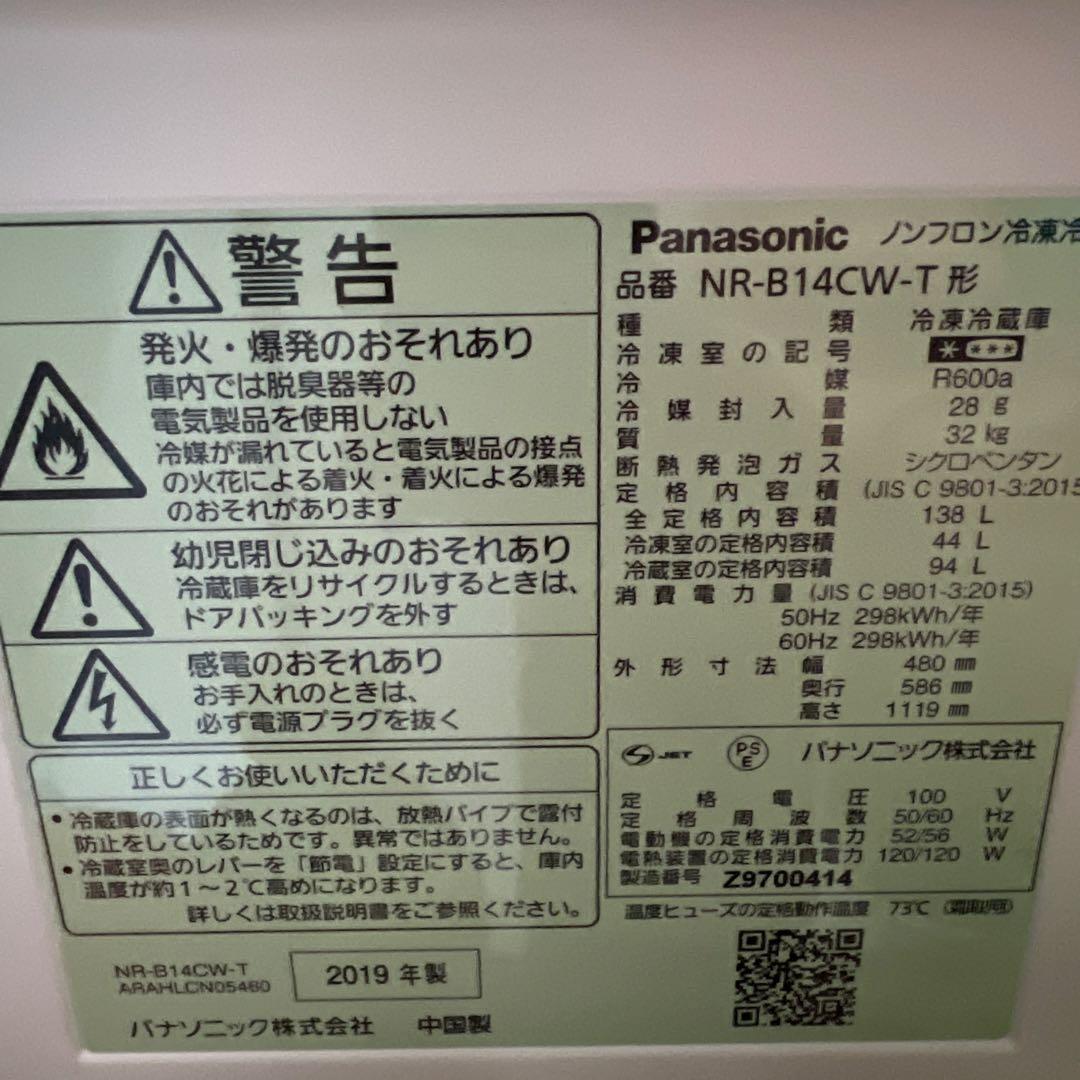 警告
発火・爆発のおそれあり
庫内では脱臭器等の
電気製品を使用しない
冷媒が漏れていると電気製品の接点
の火花による着火・着火による爆発
のおそれがあります
幼児閉じ込みのおそれあり
冷蔵庫をリサイクルするときは、
ドアパッキングを外す
感電のおそれあり
お手入れのときは、
必ず電源プラグを抜く
正しくお使いいただくために
• 冷蔵庫の表面が熱くなるのは、放熱パイプで露付
防止をしているためです。異常ではありません。
• 冷蔵室奥のレバーを「節電」設定にすると、庫内
温度が約1～2℃高めになります。
詳しくは取扱説明書をご参照ください。
NR-B14CW-T
ARAHLCN05460
2019 年製
パナソニック株式会社 中国製
Panasonic ノンフロン冷凍冷
品番 NR-B14CW-T 形
種類 冷凍冷蔵庫
冷凍室の記号 * ***
冷媒 R600a
冷媒封入量 28 g
質量 32 kg
断熱発泡ガス シクロペンタン
定格内容積 (JIS C 9801-3:2015
全定格内容積 138 L
冷凍室の定格内容積 44 L
冷蔵室の定格内容積 94 L
消費電力量 (JIS C 9801-3:2015)
50Hz 298kWh/年
60Hz 298kWh/年
外形寸法 幅 480 mm
奥行 586 mm
高さ 1119 mm
S JET PSE パナソニック株式会社
定格電圧 100 V
定格周波数 50/60 Hz
電動機の定格消費電力 52/56 W
電熱装置の定格消費電力 120/120 W
製造番号 Z9700414
温度ヒューズの定格動作温度 73℃ (霜取用)